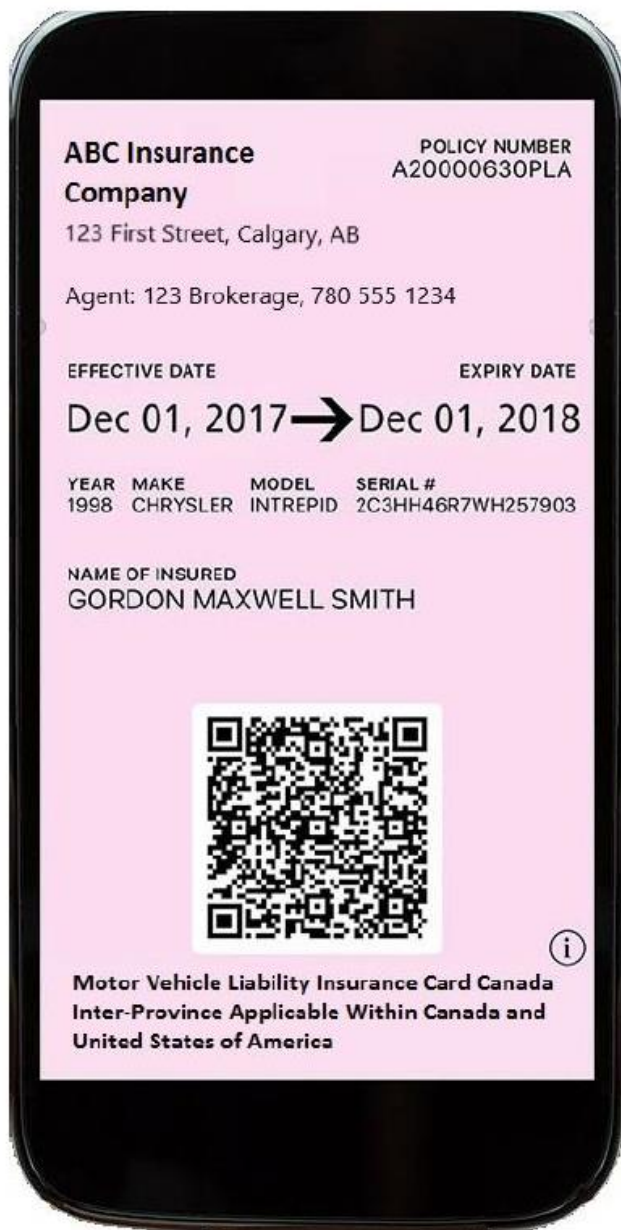 ABC Insurance
Company
POLICY NUMBER
A20000630PLA
123 First Street, Calgary, AB
Agent: 123 Brokerage, 780 555 1234
EFFECTIVE DATE
EXPIRY DATE
Dec 01, 2017→Dec 01, 2018
YEAR MAKE MODEL SERIAL #
1998 CHRYSLER INTREPID 2C3HH46R7WH257903
NAME OF INSURED
GORDON MAXWELL SMITH
i
Motor Vehicle Liability Insurance Card Canada
Inter-Province Applicable Within Canada and
United States of America